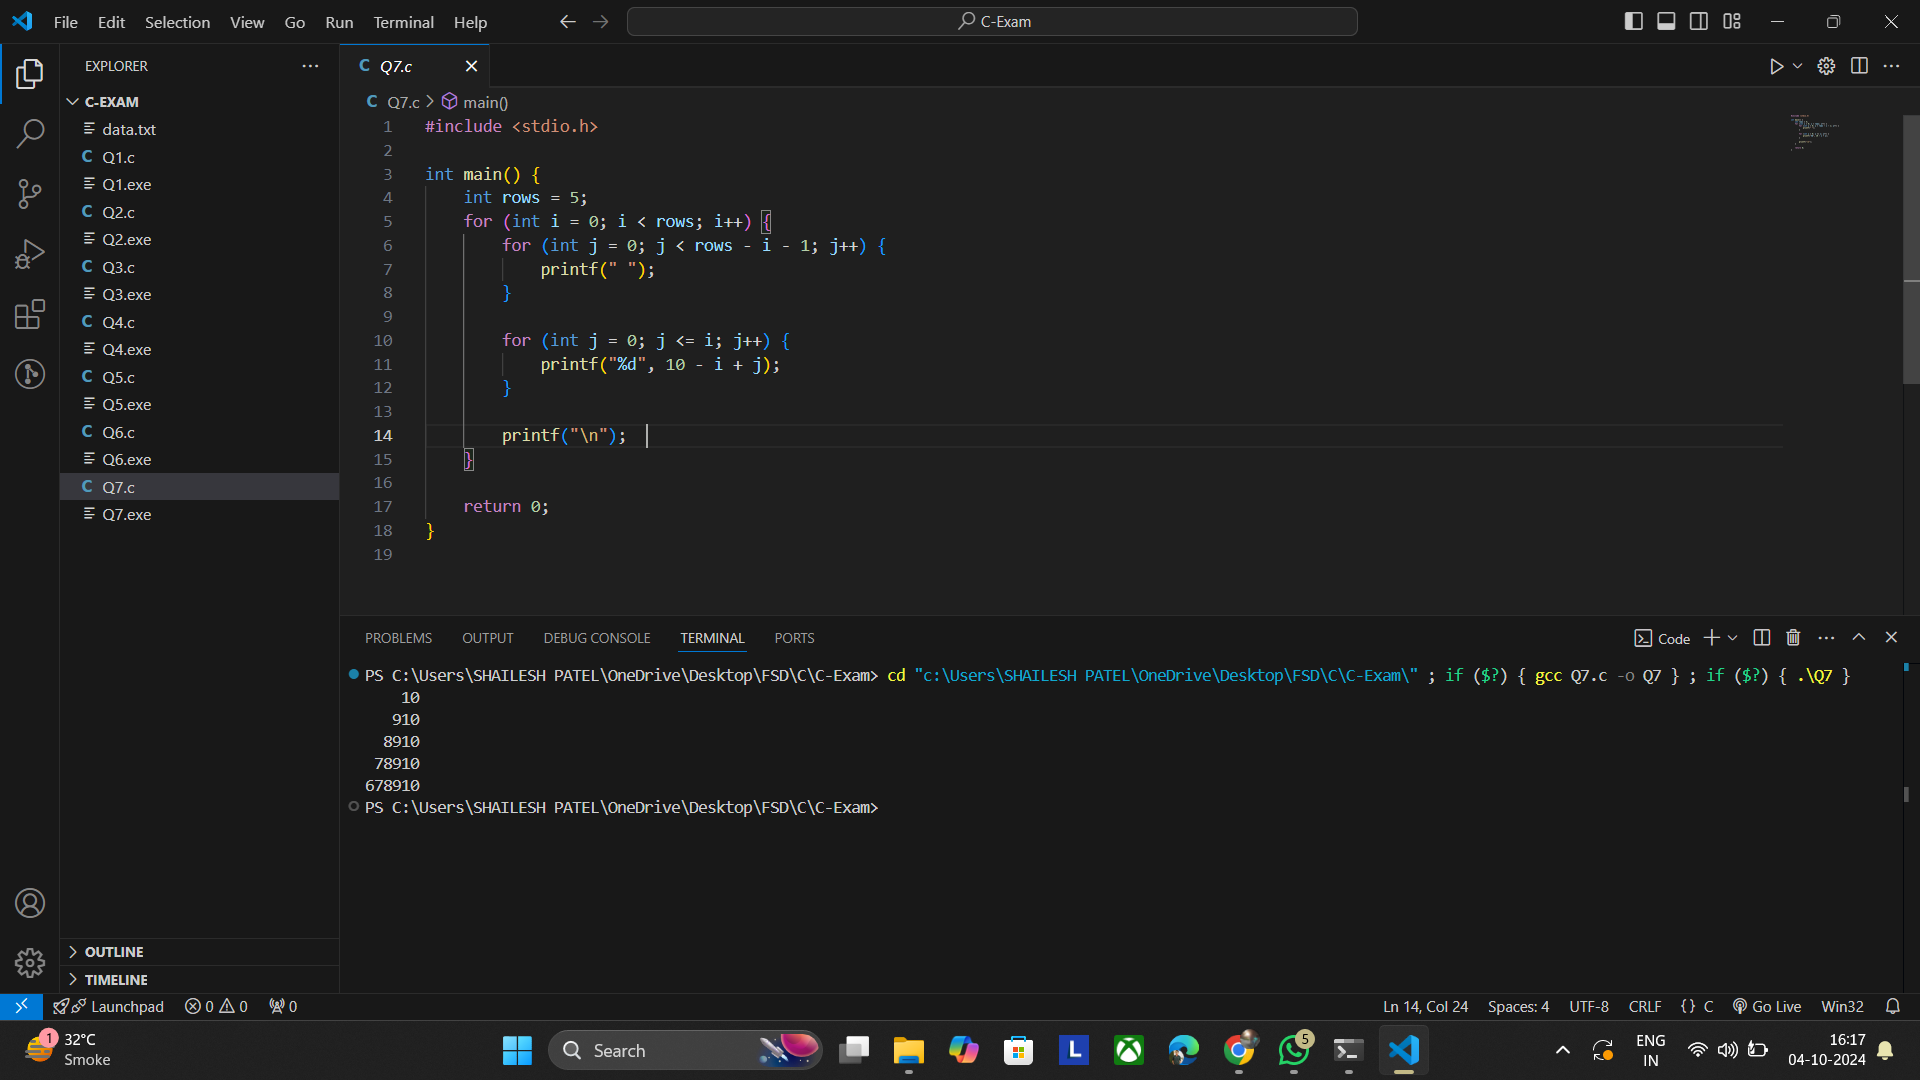 File Edit Selection View Go Run Terminal Help
C-Exam
EXPLORER
C-EXAM
data.txt
C Q1.c
Q1.exe
C Q2.c
Q2.exe
C Q3.c
Q3.exe
C Q4.c
Q4.exe
C Q5.c
Q5.exe
C Q6.c
Q6.exe
C Q7.c
Q7.exe
OUTLINE
TIMELINE
C Q7.c
C Q7.c > main()
1 #include <stdio.h>
2
3 int main() {
4     int rows = 5;
5     for (int i = 0; i < rows; i++) {
6         for (int j = 0; j < rows - i - 1; j++) {
7             printf(" ");
8         }
9
10         for (int j = 0; j <= i; j++) {
11             printf("%d", 10 - i + j);
12         }
13
14         printf("\n");
15     }
16
17     return 0;
18 }
19
PROBLEMS OUTPUT DEBUG CONSOLE TERMINAL PORTS
Code
PS C:\Users\SHAILESH PATEL\OneDrive\Desktop\FSD\C\C-Exam> cd "c:\Users\SHAILESH PATEL\OneDrive\Desktop\FSD\C\C-Exam\" ; if ($?) { gcc Q7.c -o Q7 } ; if ($?) { .\Q7 }
    10
   910
  8910
 78910
678910
PS C:\Users\SHAILESH PATEL\OneDrive\Desktop\FSD\C\C-Exam>
Launchpad 0 0 0
Ln 14, Col 24 Spaces: 4 UTF-8 CRLF {} C Go Live Win32
1
32°C
Smoke
Search
L
5
ENG
IN
16:17
04-10-2024